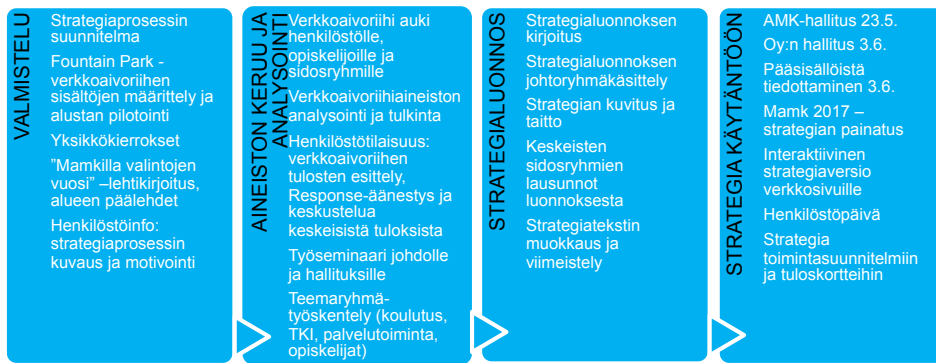 VALMISTELU
Strategiaprosessin
suunnitelma
Fountain Park -
verkkoaivoriihen
sisältöjen määrittely ja
alustan pilotointi
Yksikkökierrokset
"Mamkilla valintojen
vuosi" –lehtikirjoitus,
alueen päälehdet
Henkilöstöinfo:
strategiaprosessin
kuvaus ja motivointi
AINEISTON KERUU JA
ANALYSOINTI
Verkkoaivoriihi auki
henkilöstölle,
opiskelijoille ja
sidosryhmille
Verkkoaivoriihiaineiston
analysointi ja tulkinta
Henkilöstötilaisuus:
verkkoaivoriihen
tulosten esittely,
Response-äänestys ja
keskustelua
keskeisistä tuloksista
Työseminaari johdolle
ja hallituksille
Teemaryhmä-
työskentely (koulutus,
TKI, palvelutoiminta,
opiskelijat)
STRATEGIALUONNOS
Strategialuonnoksen
kirjoitus
Strategialuonnoksen
johtoryhmäkäsittely
Strategian kuvitus ja
taitto
Keskeisten
sidosryhmien
lausunnot
luonnoksesta
Strategiatekstin
muokkaus ja
viimeistely
STRATEGIA KÄYTÄNTÖÖN
AMK-hallitus 23.5.
Oy:n hallitus 3.6.
Pääsisällöistä
tiedottaminen 3.6.
Mamk 2017 –
strategian painatus
Interaktiivinen
strategiaversio
verkkosivuille
Henkilöstöpäivä
Strategia
toimintasuunnitelmiin
ja tuloskortteihin